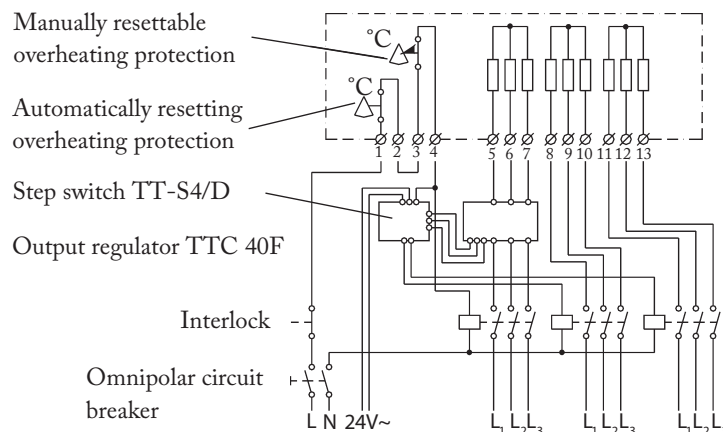 Manually resettable
overheating protection
°C
°C
Automatically resetting
overheating protection
1 2 3 4 5 6 7 8 9 10 11 12 13
Step switch TT-S4/D
Output regulator TTC 40F
Interlock
Omnipolar circuit
breaker
L N 24V~ L1 L2 L3 L1 L2 L3 L1 L2 L